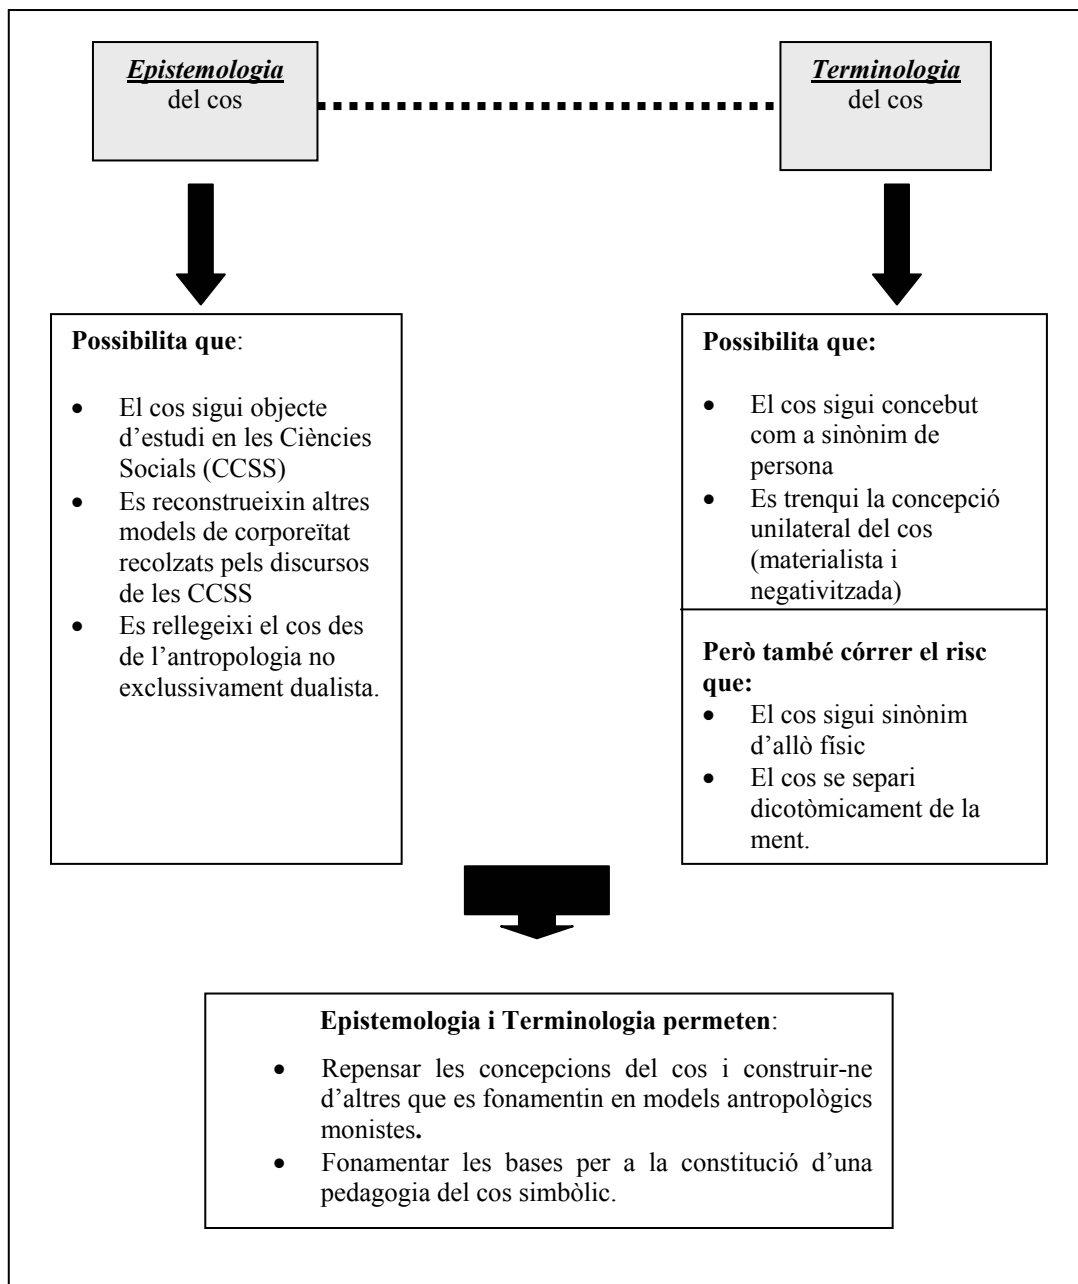 Epistemologia
del cos
Terminologia
del cos
Possibilita que:
• El cos sigui objecte
d’estudi en les Ciències
Socials (CCSS)
• Es reconstrueixin altres
models de corporeïtat
recolzats pels discursos
de les CCSS
• Es rellegeixi el cos des
de l’antropologia no
exclussivament dualista.
Possibilita que:
• El cos sigui concebut
com a sinònim de
persona
• Es trenqui la concepció
unilateral del cos
(materialista i
negativitzada)
Però també córrer el risc
que:
• El cos sigui sinònim
d’allò físic
• El cos se separi
dicotòmicament de la
ment.
Epistemologia i Terminologia permeten:
• Repensar les concepcions del cos i construir-ne
d’altres que es fonamentin en models antropològics
monistes.
• Fonamentar les bases per a la constitució d’una
pedagogia del cos simbòlic.